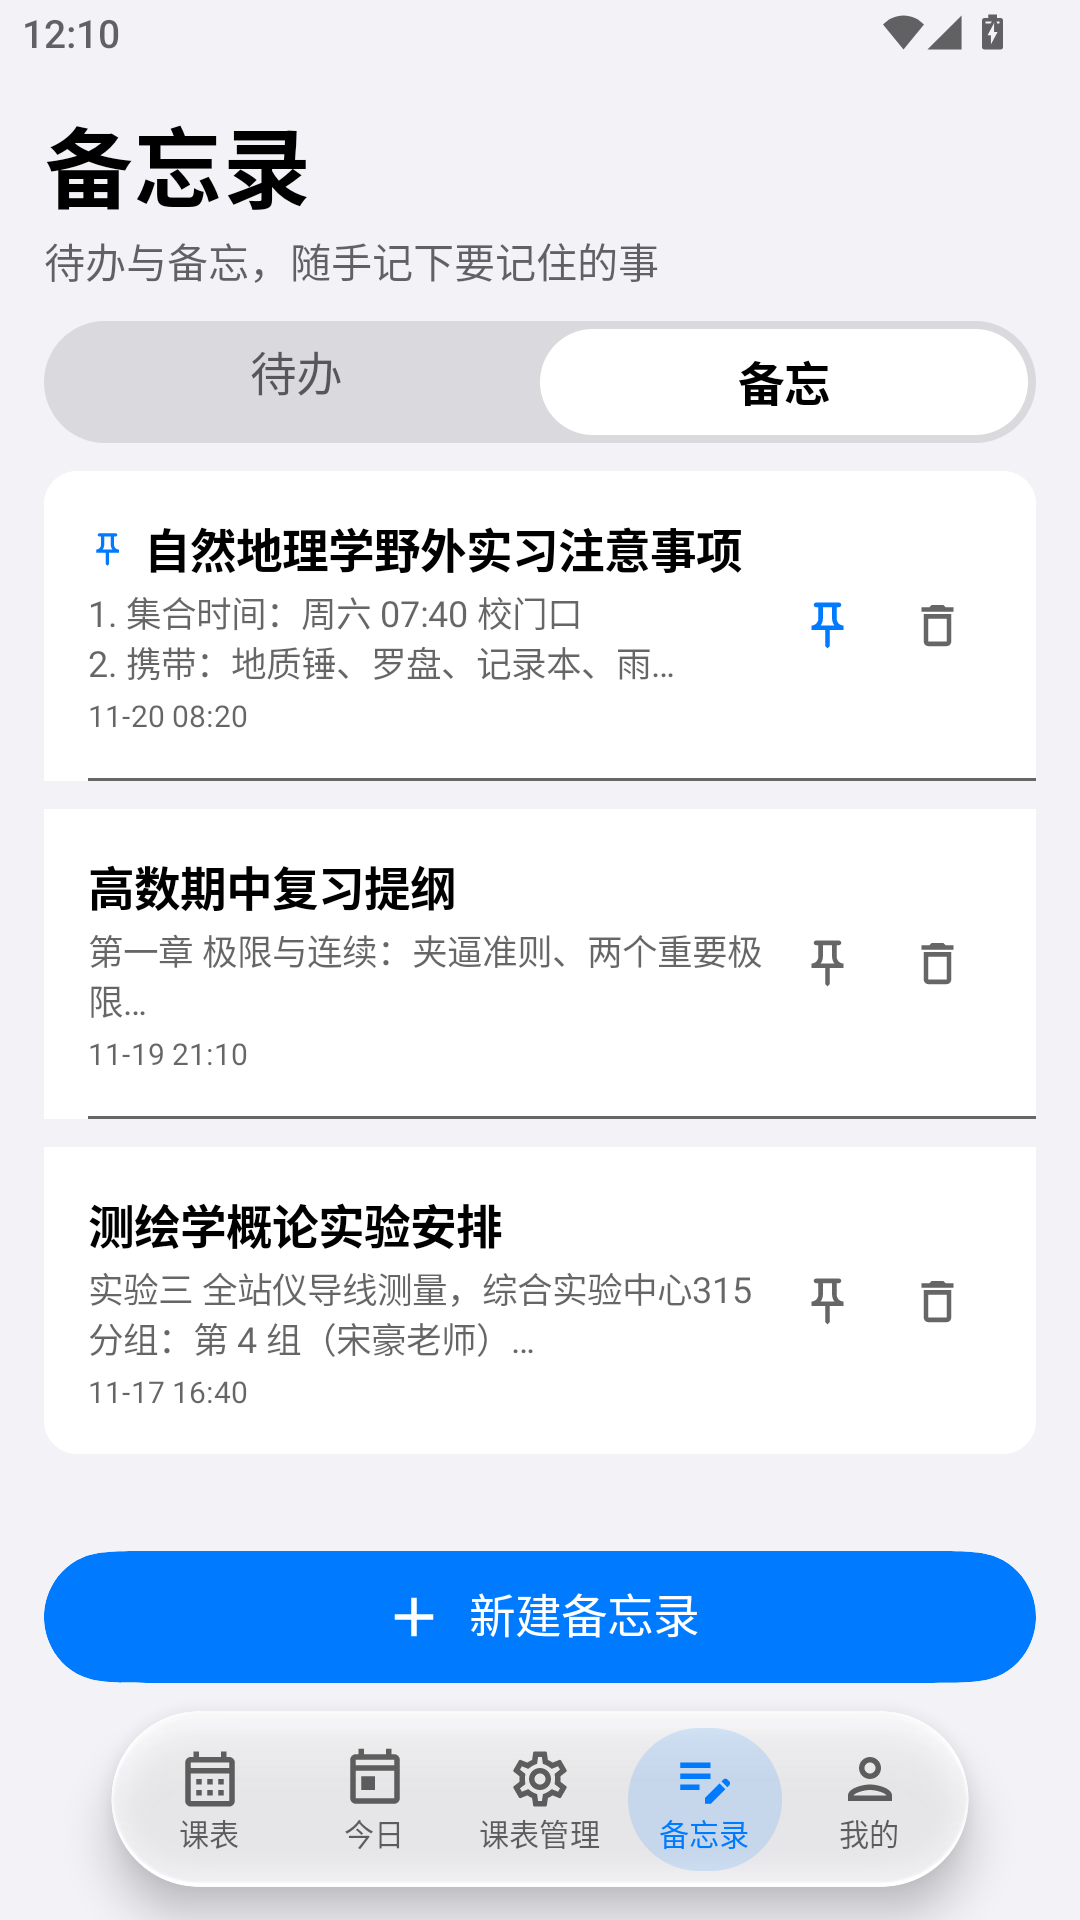 12:10
备忘录
待办与备忘，随手记下要记住的事
待办
备忘
自然地理学野外实习注意事项
1. 集合时间：周六 07:40 校门口
2. 携带：地质锤、罗盘、记录本、雨...
11-20 08:20
高数期中复习提纲
第一章 极限与连续：夹逼准则、两个重要极
限...
11-19 21:10
测绘学概论实验安排
实验三 全站仪导线测量，综合实验中心315
分组：第 4 组（宋豪老师）...
11-17 16:40
新建备忘录
课表
今日
课表管理
备忘录
我的